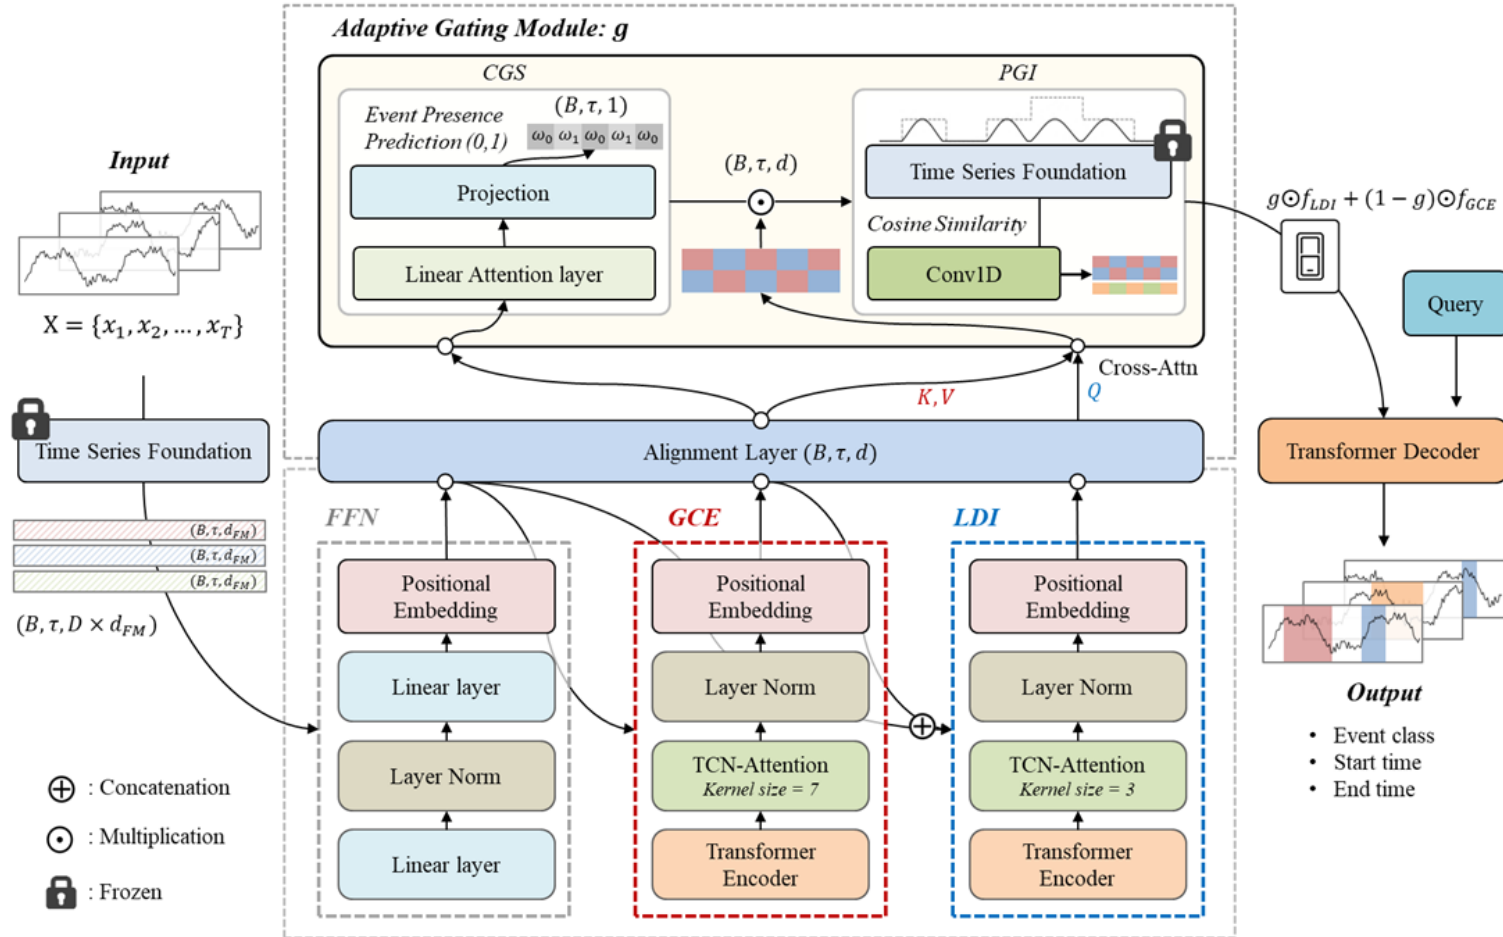 Adaptive Gating Module: g
CGS
PGI
Event Presence
Prediction (0,1)
(B, τ, 1)
ω₀ ω₁ ω₀ ω₁ ω₀
Projection
Linear Attention layer
(B, τ, d)
Time Series Foundation
Cosine Similarity
Conv1D
Input
X = {x₁, x₂, ..., x_T}
Time Series Foundation
(B, τ, d_FM)
(B, τ, d_FM)
(B, τ, d_FM)
(B, τ, D × d_FM)
Cross-Attn
K, V
Q
Alignment Layer (B, τ, d)
FFN
Positional
Embedding
Linear layer
Layer Norm
Linear layer
GCE
Positional
Embedding
Layer Norm
TCN-Attention
Kernel size = 7
Transformer
Encoder
LDI
Positional
Embedding
Layer Norm
TCN-Attention
Kernel size = 3
Transformer
Encoder
g⊙f_LDI + (1 − g)⊙f_GCE
Query
Transformer Decoder
Output
• Event class
• Start time
• End time
⊕ : Concatenation
⊙ : Multiplication
: Frozen